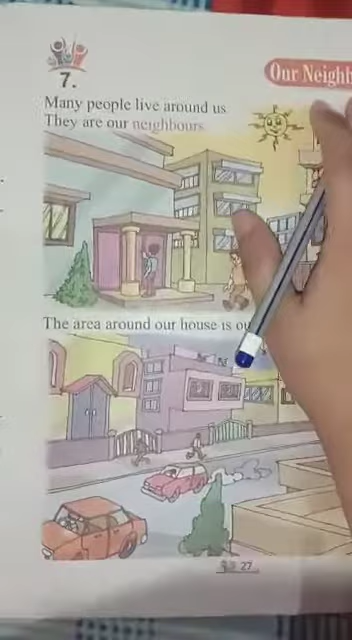 7.
Our Neighb
Many people live around us
They are our neighbours
The area around our house is ou
27